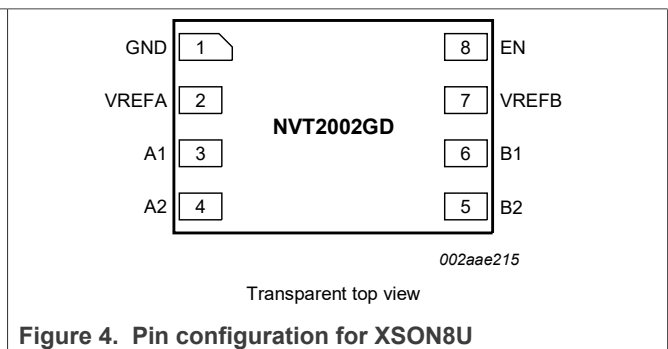 GND 1 8 EN
VREFA 2 7 VREFB
NVT2002GD
A1 3 6 B1
A2 4 5 B2
002aae215
Transparent top view
Figure 4. Pin configuration for XSON8U